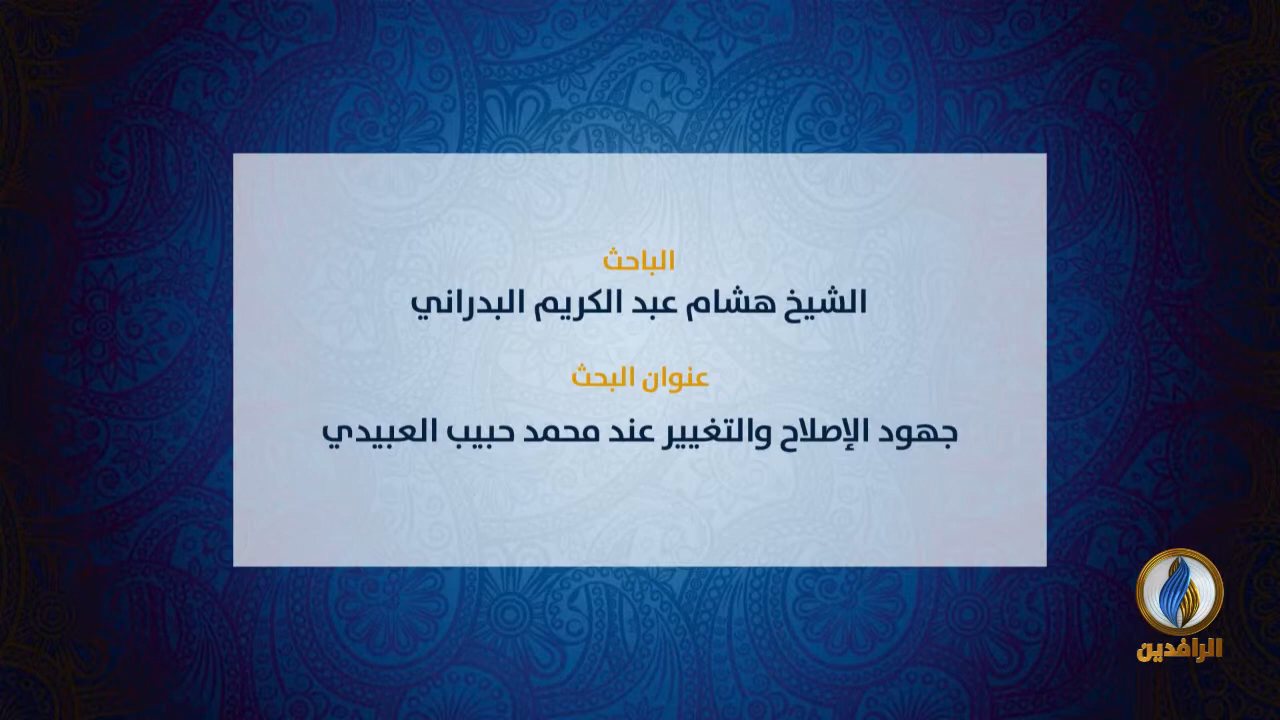 الباحث
الشيخ هشام عبد الكريم البدراني
عنوان البحث
جهود الإصلاح والتغيير عند محمد حبيب العبيدي
الرافدين